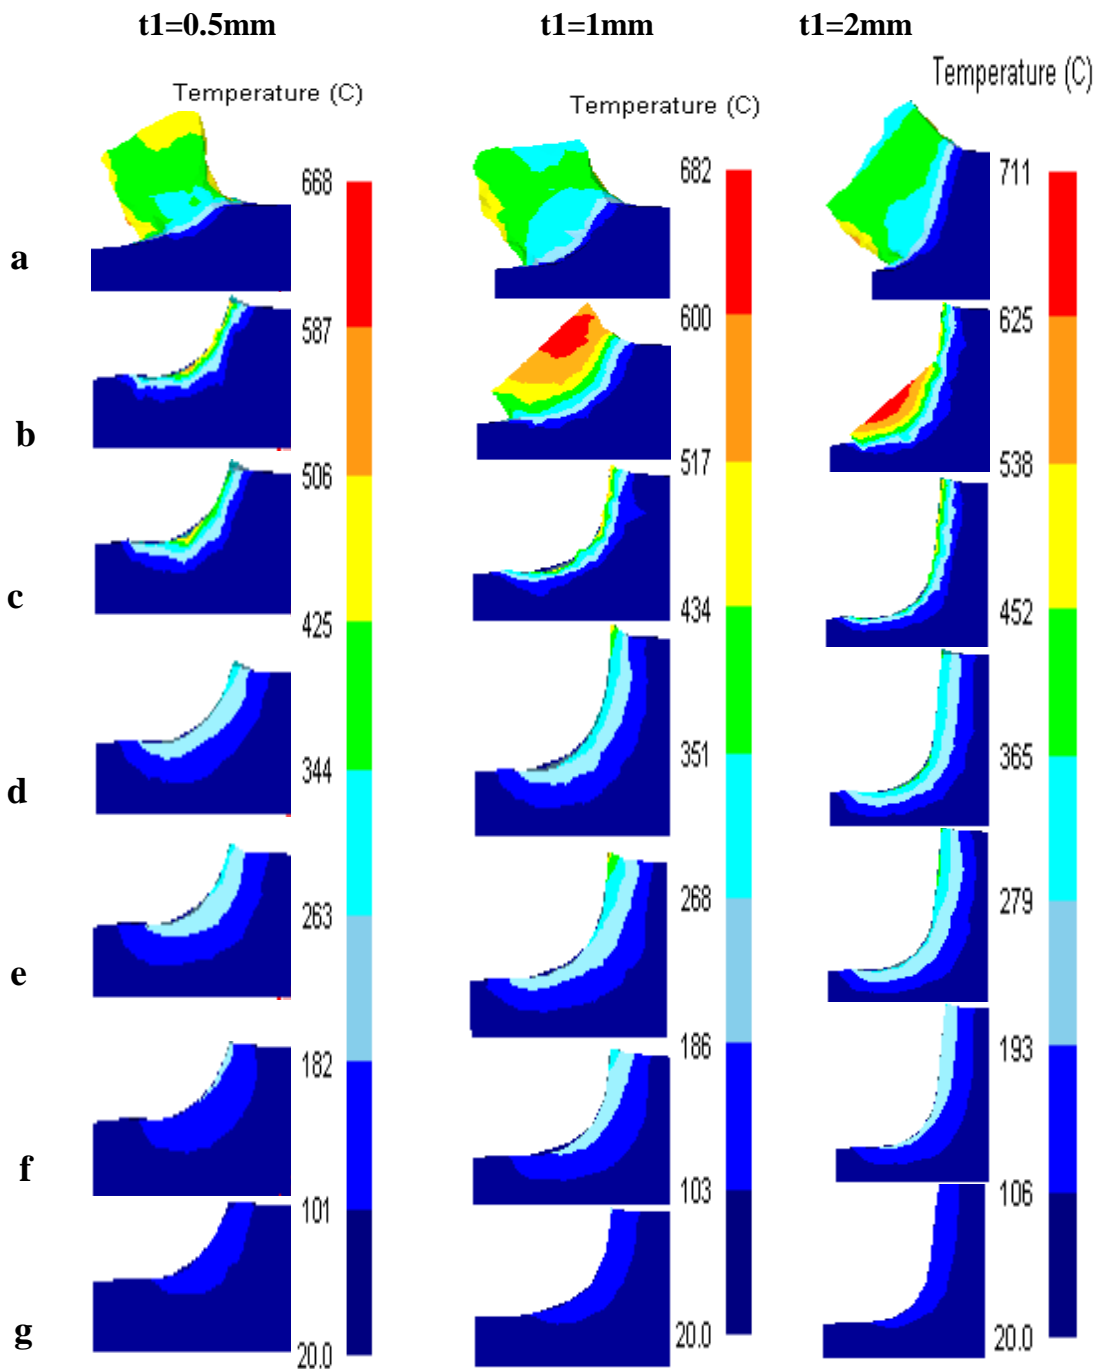 t1=0.5mm t1=1mm t1=2mm
Temperature (C) Temperature (C) Temperature (C)
668 682 711
a
587 600 625
b
506 517 538
c
425 434 452
d
344 351 365
263 268 279
e
182 186 193
f
101 103 106
g
20.0 20.0 20.0